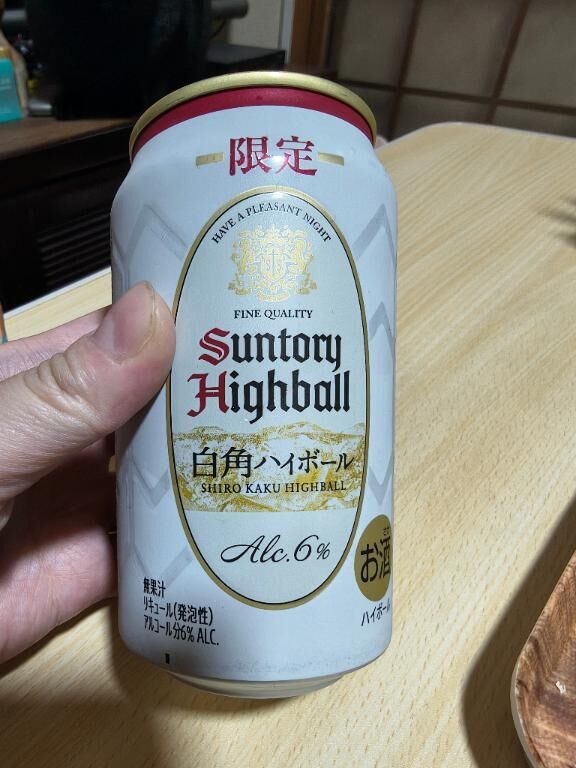 限定
HAVE A PLEASANT NIGHT
FINE QUALITY
Suntory
Highball
白角ハイボール
SHIRO KAKU HIGHBALL
Alc.6%
お酒
ハイボール
無果汁
リキュール(発泡性)
アルコール分6% ALC.